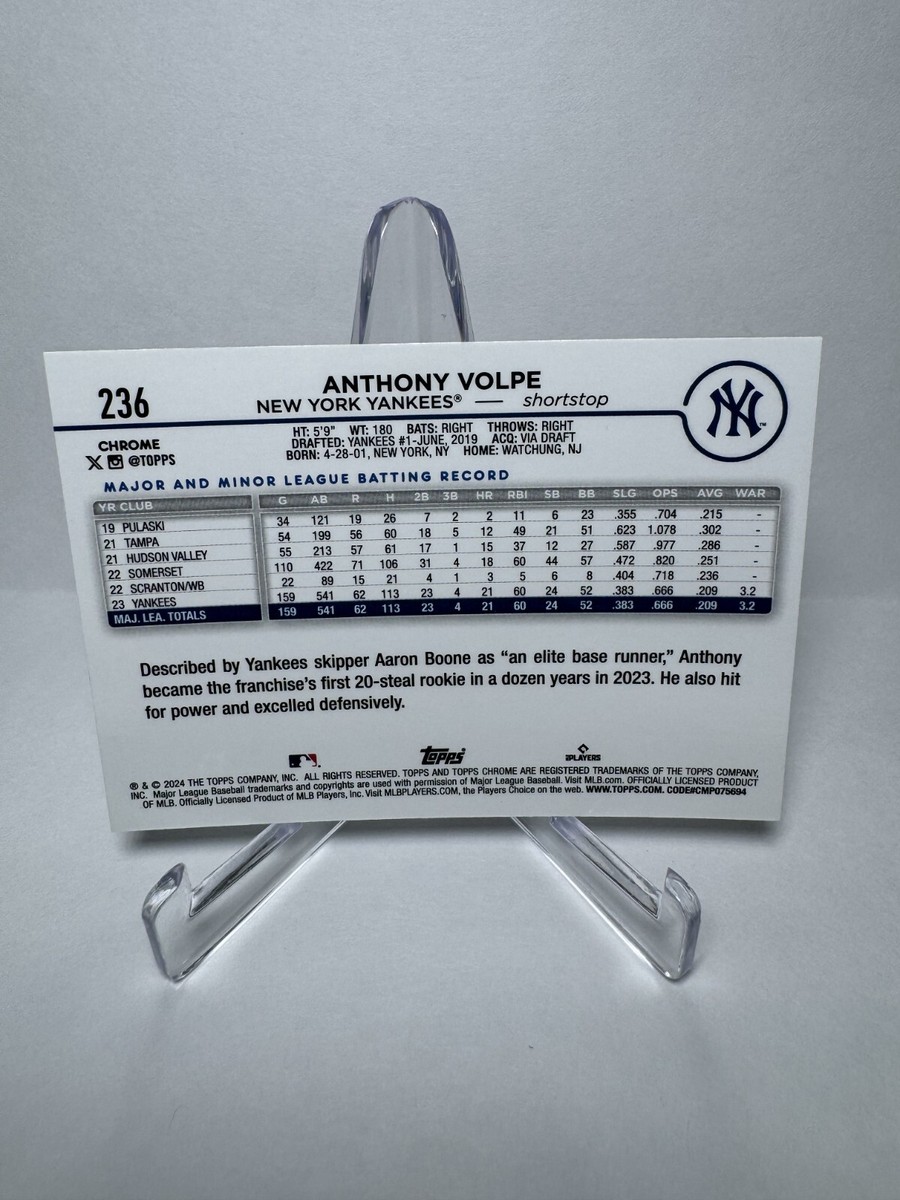 236
ANTHONY VOLPE
NEW YORK YANKEES® — shortstop
NY™
CHROME
X @TOPPS
HT: 5'9" WT: 180 BATS: RIGHT THROWS: RIGHT
DRAFTED: YANKEES #1-JUNE, 2019 ACQ: VIA DRAFT
BORN: 4-28-01, NEW YORK, NY HOME: WATCHUNG, NJ
MAJOR AND MINOR LEAGUE BATTING RECORD
YR CLUB G AB R H 2B 3B HR RBI SB BB SLG OPS AVG WAR
19 PULASKI 34 121 19 26 7 2 2 11 6 23 .355 .704 .215 -
21 TAMPA 54 199 56 60 18 5 12 49 21 51 .623 1.078 .302 -
21 HUDSON VALLEY 55 213 57 61 17 1 15 37 12 27 .587 .977 .286 -
22 SOMERSET 110 422 71 106 31 4 18 60 44 57 .472 .820 .251 -
22 SCRANTON/WB 22 89 15 21 4 1 3 5 6 8 .404 .718 .236 -
23 YANKEES 159 541 62 113 23 4 21 60 24 52 .383 .666 .209 3.2
MAJ. LEA. TOTALS 159 541 62 113 23 4 21 60 24 52 .383 .666 .209 3.2
Described by Yankees skipper Aaron Boone as “an elite base runner,” Anthony
became the franchise's first 20-steal rookie in a dozen years in 2023. He also hit
for power and excelled defensively.
Topps
PLAYERS
® & © 2024 THE TOPPS COMPANY, INC. ALL RIGHTS RESERVED. TOPPS AND TOPPS CHROME ARE REGISTERED TRADEMARKS OF THE TOPPS COMPANY,
INC. Major League Baseball trademarks and copyrights are used with permission of Major League Baseball. Visit MLB.com. OFFICIALLY LICENSED PRODUCT
OF MLB. Officially Licensed Product of MLB Players, Inc. Visit MLBPLAYERS.COM, the Players Choice on the web. WWW.TOPPS.COM. CODE#CMP075694